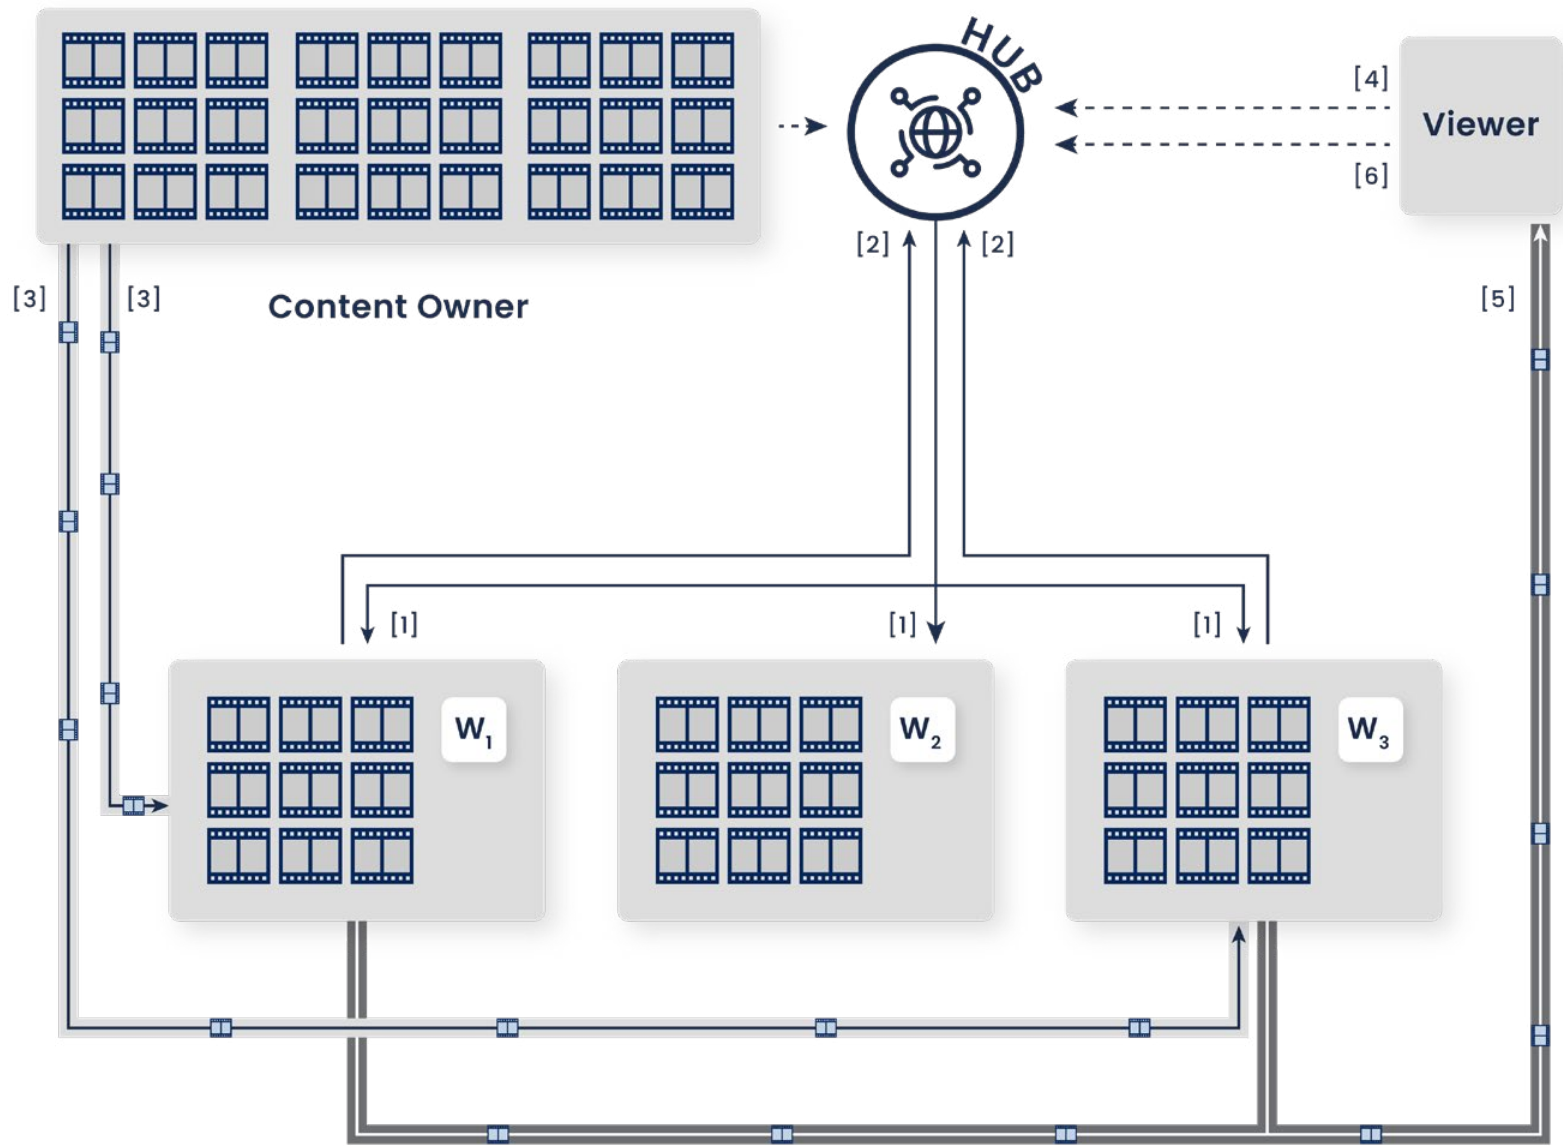 HUB
[4]
Viewer
[6]
[2]
[2]
[3]
[3]
Content Owner
[5]
[1]
[1]
[1]
W1
W2
W3